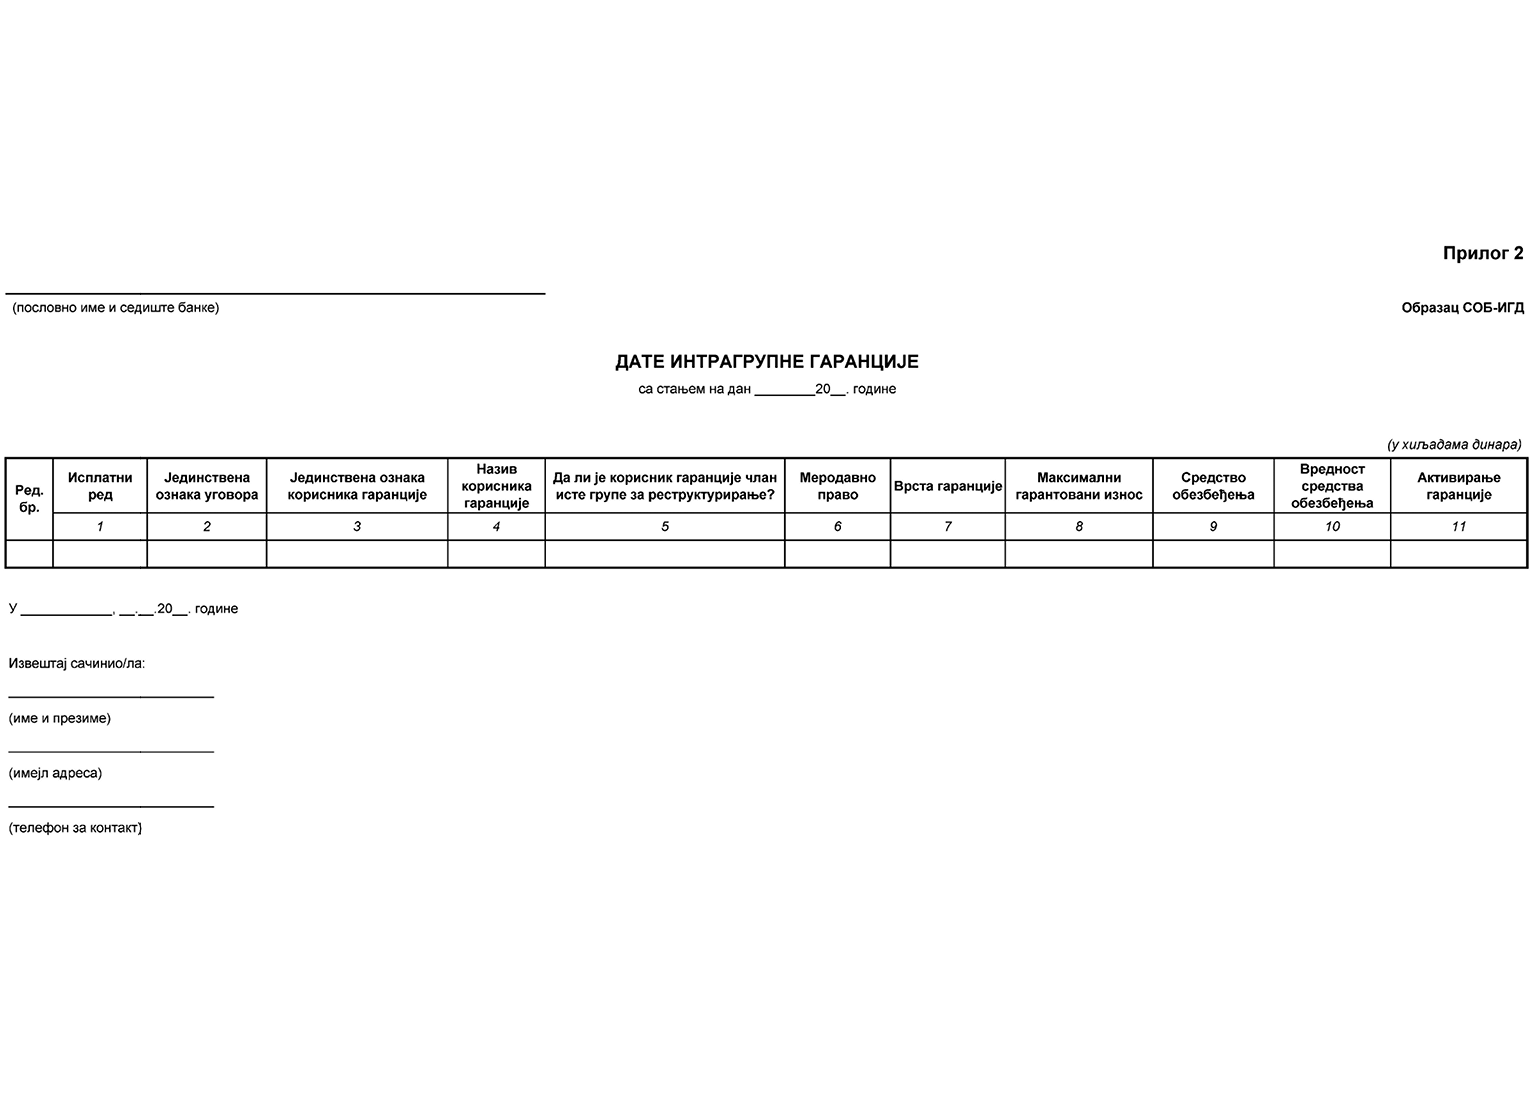 Прилог 2
(пословно име и седиште банке)
Образац СОБ-ИГД
ДАТЕ ИНТРАГРУПНЕ ГАРАНЦИЈЕ
са стањем на дан ________20__. године
(у хиљадама динара)
Ред. бр.
Исплатни ред
Јединствена ознака уговора
Јединствена ознака корисника гаранције
Назив корисника гаранције
Да ли је корисник гаранције члан исте групе за реструктурирање?
Меродавно право
Врста гаранције
Максимални гарантовани износ
Средство обезбеђења
Вредност средства обезбеђења
Активирање гаранције
1 2 3 4 5 6 7 8 9 10 11
У ____________, __.__.20__. године
Извештај сачинио/ла:
(име и презиме)
(имејл адреса)
(телефон за контакт)